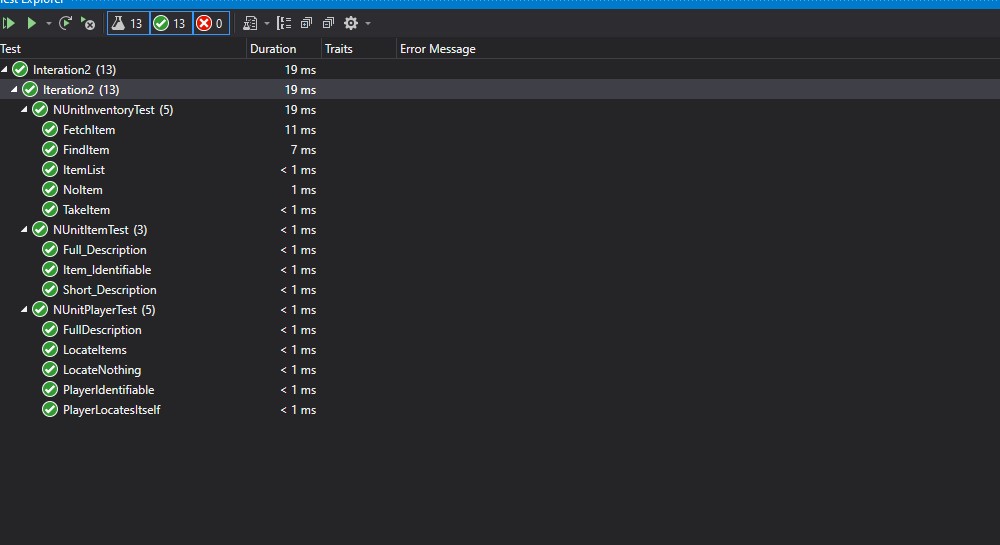 Test Explorer
13 13 0
Test Duration Traits Error Message
Interation2 (13) 19 ms
Iteration2 (13) 19 ms
NUnitInventoryTest (5) 19 ms
FetchItem 11 ms
FindItem 7 ms
ItemList < 1 ms
NoItem 1 ms
TakeItem < 1 ms
NUnitItemTest (3) < 1 ms
Full_Description < 1 ms
Item_Identifiable < 1 ms
Short_Description < 1 ms
NUnitPlayerTest (5) < 1 ms
FullDescription < 1 ms
LocateItems < 1 ms
LocateNothing < 1 ms
PlayerIdentifiable < 1 ms
PlayerLocatesItself < 1 ms